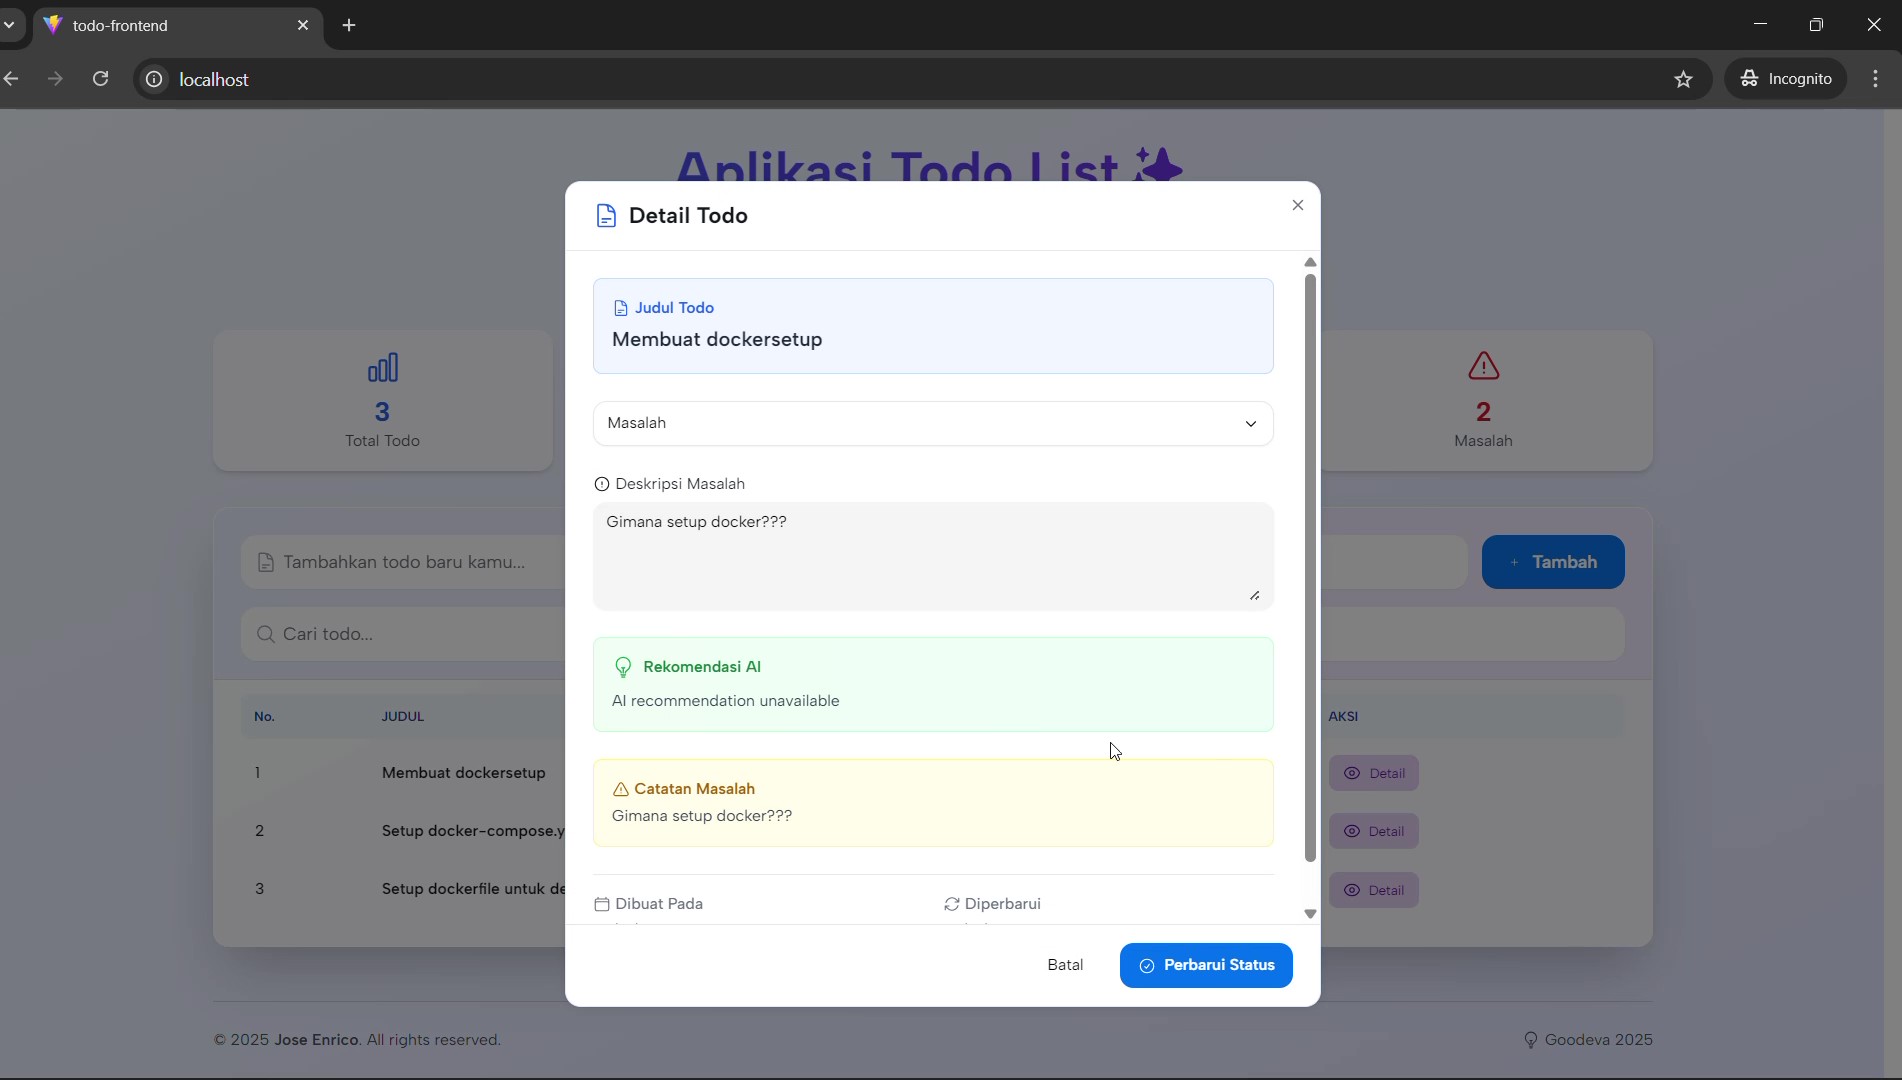 todo-frontend
localhost
Incognito
Aplikasi Todo List
Detail Todo
Judul Todo
Membuat dockersetup
3
Total Todo
2
Masalah
Masalah
Deskripsi Masalah
Gimana setup docker???
Tambahkan todo baru kamu...
+ Tambah
Cari todo...
Rekomendasi AI
AI recommendation unavailable
No. JUDUL AKSI
1 Membuat dockersetup Detail
2 Setup docker-compose.y Detail
3 Setup dockerfile untuk de Detail
Catatan Masalah
Gimana setup docker???
Dibuat Pada
Diperbarui
Batal
Perbarui Status
© 2025 Jose Enrico. All rights reserved.
Goodeva 2025